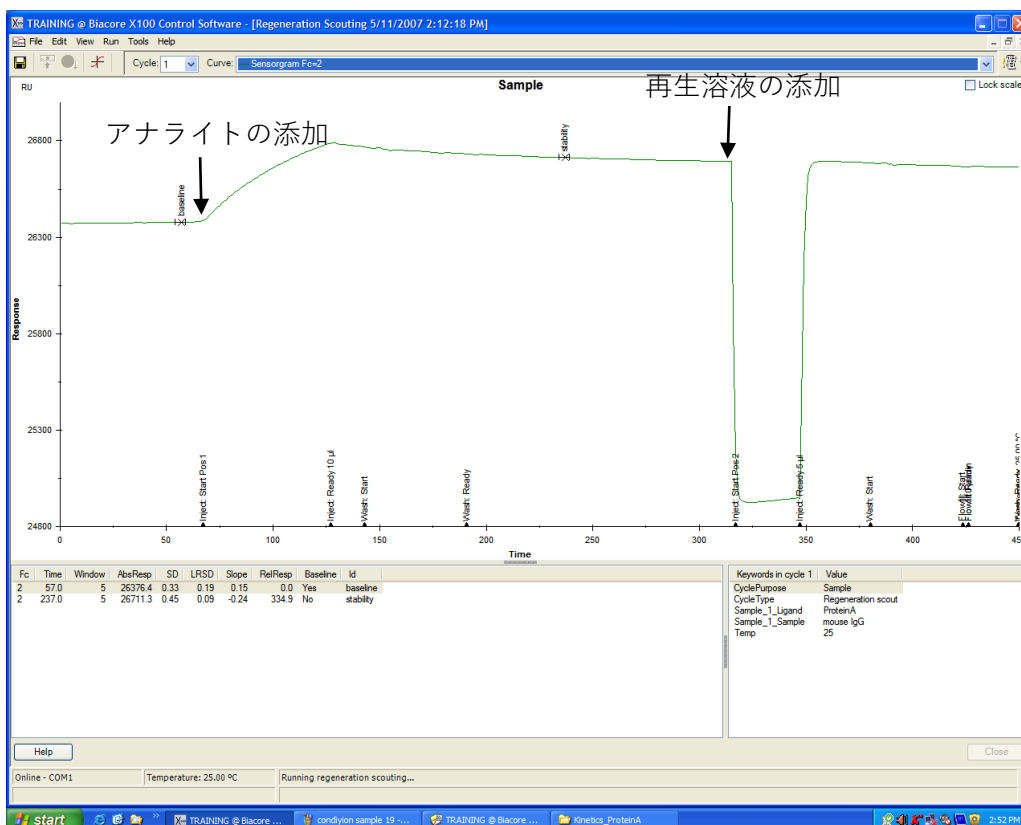 TRAINING @ Biacore X100 Control Software - [Regeneration Scouting 5/11/2007 2:12:18 PM]
File Edit View Run Tools Help
Cycle: 1 Curve: Sensorgram Fc=2
RU
Sample
Lock scale
アナライトの添加
再生溶液の添加
baseline
stability
26800
26300
25800
25300
24800
Response
Inject: Start Pos 1
Inject: Ready 10 µl
Wash: Start
Wash: Ready
Inject: Start Pos 2
Inject: Ready 5 µl
Wash: Start
Flowfill: Start
0 50 100 150 200 250 300 350 400 45
Time
Fc Time Window AbsResp SD LRSD Slope RelResp Baseline Id
2 57.0 5 26376.4 0.33 0.19 0.15 0.0 Yes baseline
2 237.0 5 26711.3 0.45 0.09 -0.24 334.9 No stability
Keywords in cycle 1 Value
CyclePurpose Sample
CycleType Regeneration scout
Sample_1_Ligand ProteinA
Sample_1_Sample mouse IgG
Temp 25
Help
Close
Online - COM1 Temperature: 25.00 ºC Running regeneration scouting...
start TRAINING @ Biacore ... condiyion sample 19 -... TRAINING @ Biacore ... Kinetics_ProteinA 2:52 PM